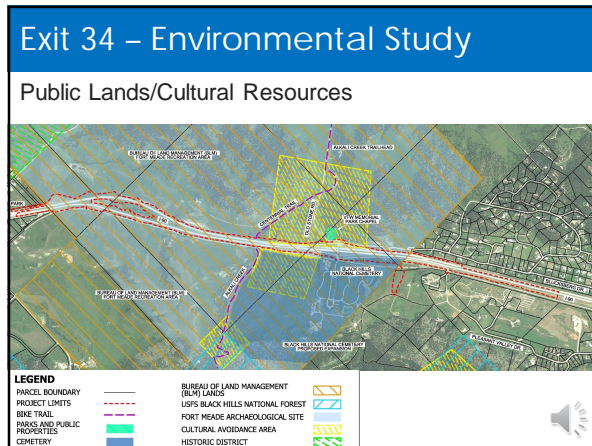 Exit 34 – Environmental Study
Public Lands/Cultural Resources
BUREAU OF LAND MANAGEMENT (BLM)
FORT MEADE RECREATION AREA
ALKALI CREEK TRAILHEAD
PARK
I-90
CENTENNIAL TRAIL
OLD STONE RD
VFW MEMORIAL
PARK CHAPEL
BLACK HILLS
NATIONAL CEMETERY
ALKALI CREEK
BUREAU OF LAND MANAGEMENT (BLM)
FORT MEADE RECREATION AREA
BLUCKSBERG DR
I-90
BLACK HILLS NATIONAL CEMETERY
PROPOSED EXPANSION
PLEASANT VALLEY DR
LEGEND
PARCEL BOUNDARY
PROJECT LIMITS
BIKE TRAIL
PARKS AND PUBLIC
PROPERTIES
CEMETERY
BUREAU OF LAND MANAGEMENT
(BLM) LANDS
USFS BLACK HILLS NATIONAL FOREST
FORT MEADE ARCHAEOLOGICAL SITE
CULTURAL AVOIDANCE AREA
HISTORIC DISTRICT